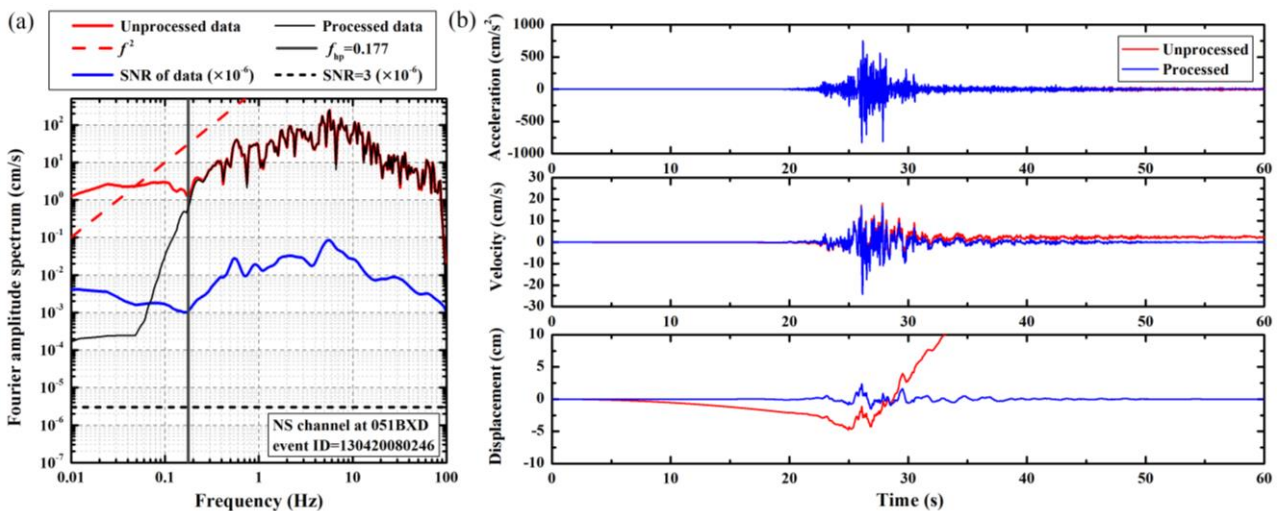 (a)
Unprocessed data
Processed data
f²
f_hp=0.177
SNR of data (×10⁻⁶)
SNR=3 (×10⁻⁶)
Fourier amplitude spectrum (cm/s)
10²
10¹
10⁰
10⁻¹
10⁻²
10⁻³
10⁻⁴
10⁻⁵
10⁻⁶
10⁻⁷
NS channel at 051BXD
event ID=130420080246
0.01 0.1 1 10 100
Frequency (Hz)
(b)
Acceleration (cm/s²)
1000
500
0
-500
-1000
Unprocessed
Processed
0 10 20 30 40 50 60
Velocity (cm/s)
30
20
10
0
-10
-20
-30
0 10 20 30 40 50 60
Displacement (cm)
10
5
0
-5
-10
0 10 20 30 40 50 60
Time (s)